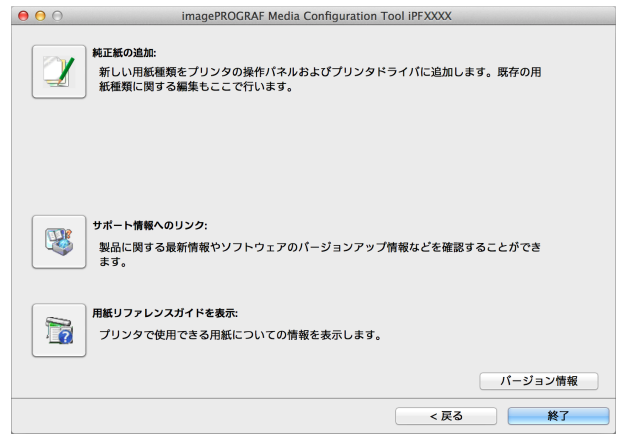 imagePROGRAF Media Configuration Tool iPFXXXX
純正紙の追加:
新しい用紙種類をプリンタの操作パネルおよびプリンタドライバに追加します。既存の用
紙種類に関する編集もここで行います。
サポート情報へのリンク:
製品に関する最新情報やソフトウェアのバージョンアップ情報などを確認することができ
ます。
用紙リファレンスガイドを表示:
プリンタで使用できる用紙についての情報を表示します。
バージョン情報
< 戻る
終了